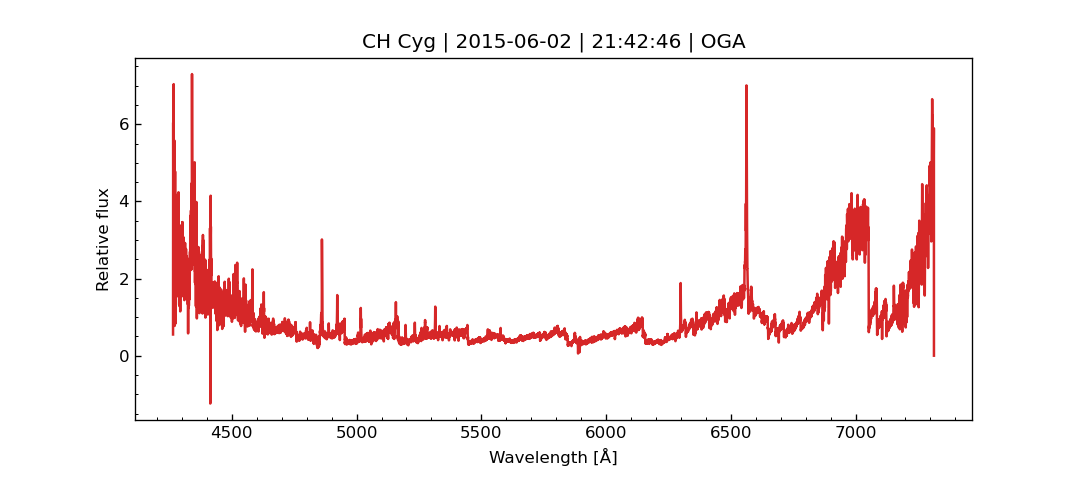 CH Cyg | 2015-06-02 | 21:42:46 | OGA
Relative flux
6
4
2
0
4500 5000 5500 6000 6500 7000
Wavelength [Å]